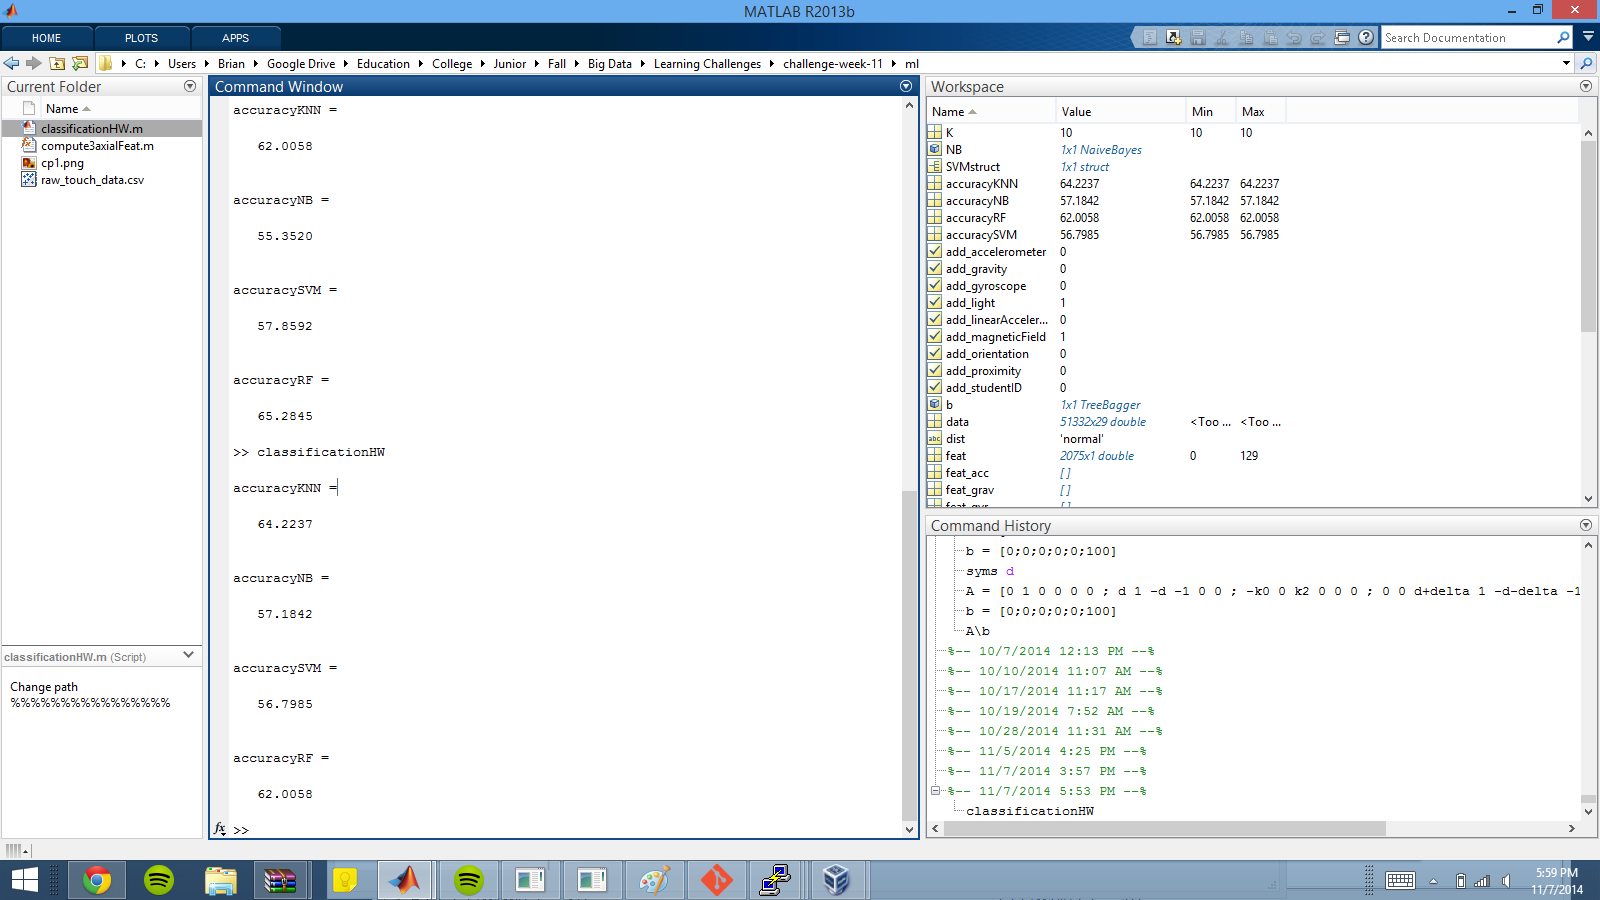 MATLAB R2013b
HOME
PLOTS
APPS
Search Documentation
C: Users Brian Google Drive Education College Junior Fall Big Data Learning Challenges challenge-week-11 ml
Current Folder
Name
classificationHW.m
compute3axialFeat.m
cp1.png
raw_touch_data.csv
classificationHW.m (Script)
Change path
%%%%%%%%%%%%%%%%
Command Window
accuracyKNN =
62.0058
accuracyNB =
55.3520
accuracySVM =
57.8592
accuracyRF =
65.2845
>> classificationHW
accuracyKNN =
64.2237
accuracyNB =
57.1842
accuracySVM =
56.7985
accuracyRF =
62.0058
fx >>
Workspace
Name Value Min Max
K 10 10 10
NB 1x1 NaiveBayes
SVMstruct 1x1 struct
accuracyKNN 64.2237 64.2237 64.2237
accuracyNB 57.1842 57.1842 57.1842
accuracyRF 62.0058 62.0058 62.0058
accuracySVM 56.7985 56.7985 56.7985
add_accelerometer 0
add_gravity 0
add_gyroscope 0
add_light 1
add_linearAcceler... 0
add_magneticField 1
add_orientation 0
add_proximity 0
add_studentID 0
b 1x1 TreeBagger
data 51332x29 double <Too ... <Too ...
abc dist 'normal'
feat 2075x1 double 0 129
feat_acc []
feat_grav []
feat_gyr []
Command History
b = [0;0;0;0;0;100]
syms d
A = [0 1 0 0 0 0 ; d 1 -d -1 0 0 ; -k0 0 k2 0 0 0 ; 0 0 d+delta 1 -d-delta -1
b = [0;0;0;0;0;100]
A\b
%-- 10/7/2014 12:13 PM --%
%-- 10/10/2014 11:07 AM --%
%-- 10/17/2014 11:17 AM --%
%-- 10/19/2014 7:52 AM --%
%-- 10/28/2014 11:31 AM --%
%-- 11/5/2014 4:25 PM --%
%-- 11/7/2014 3:57 PM --%
%-- 11/7/2014 5:53 PM --%
classificationHW
5:59 PM
11/7/2014